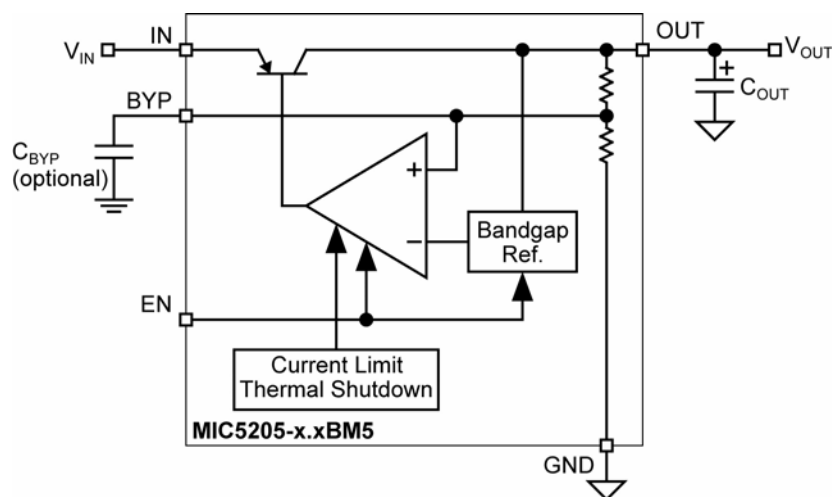 IN
OUT
V_IN
V_OUT
BYP
C_OUT
+
C_BYP
(optional)
+
−
Bandgap
Ref.
EN
Current Limit
Thermal Shutdown
MIC5205-x.xBM5
GND